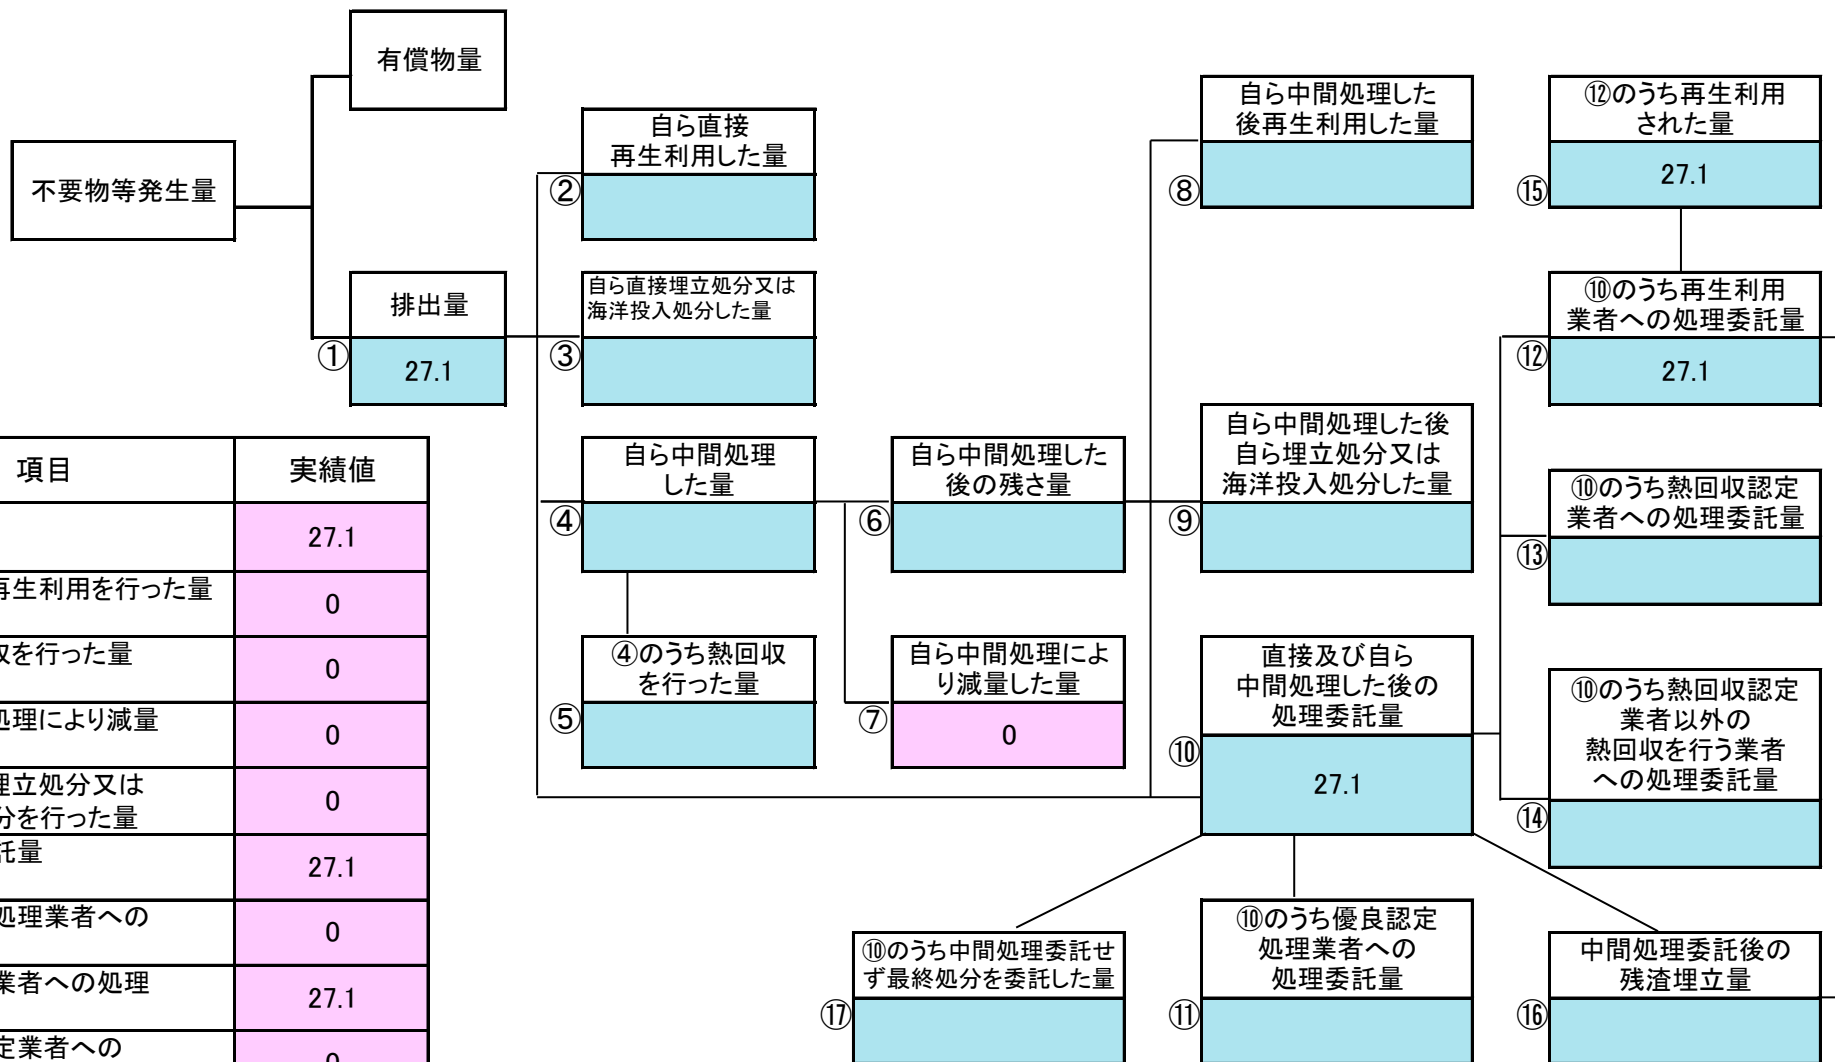 有償物量
不要物等発生量
排出量
①
27.1
自ら直接
再生利用した量
②
自ら直接埋立処分又は
海洋投入処分した量
③
自ら中間処理
した量
④
④のうち熱回収
を行った量
⑤
自ら中間処理した
後の残さ量
⑥
自ら中間処理によ
り減量した量
⑦
0
自ら中間処理した
後再生利用した量
⑧
自ら中間処理した後
自ら埋立処分又は
海洋投入処分した量
⑨
直接及び自ら
中間処理した後の
処理委託量
⑩
27.1
⑫のうち再生利用
された量
⑮
27.1
⑩のうち再生利用
業者への処理委託量
⑫
27.1
⑩のうち熱回収認定
業者への処理委託量
⑬
⑩のうち熱回収認定
業者以外の
熱回収を行う業者
への処理委託量
⑭
⑩のうち中間処理委託せ
ず最終処分を委託した量
⑰
⑩のうち優良認定
処理業者への
処理委託量
⑪
中間処理委託後の
残渣埋立量
⑯
項目 実績値
27.1
再生利用を行った量 0
を行った量 0
処理により減量 0
埋立処分又は
分を行った量 0
託量 27.1
処理業者への 0
業者への処理 27.1
定業者への 0